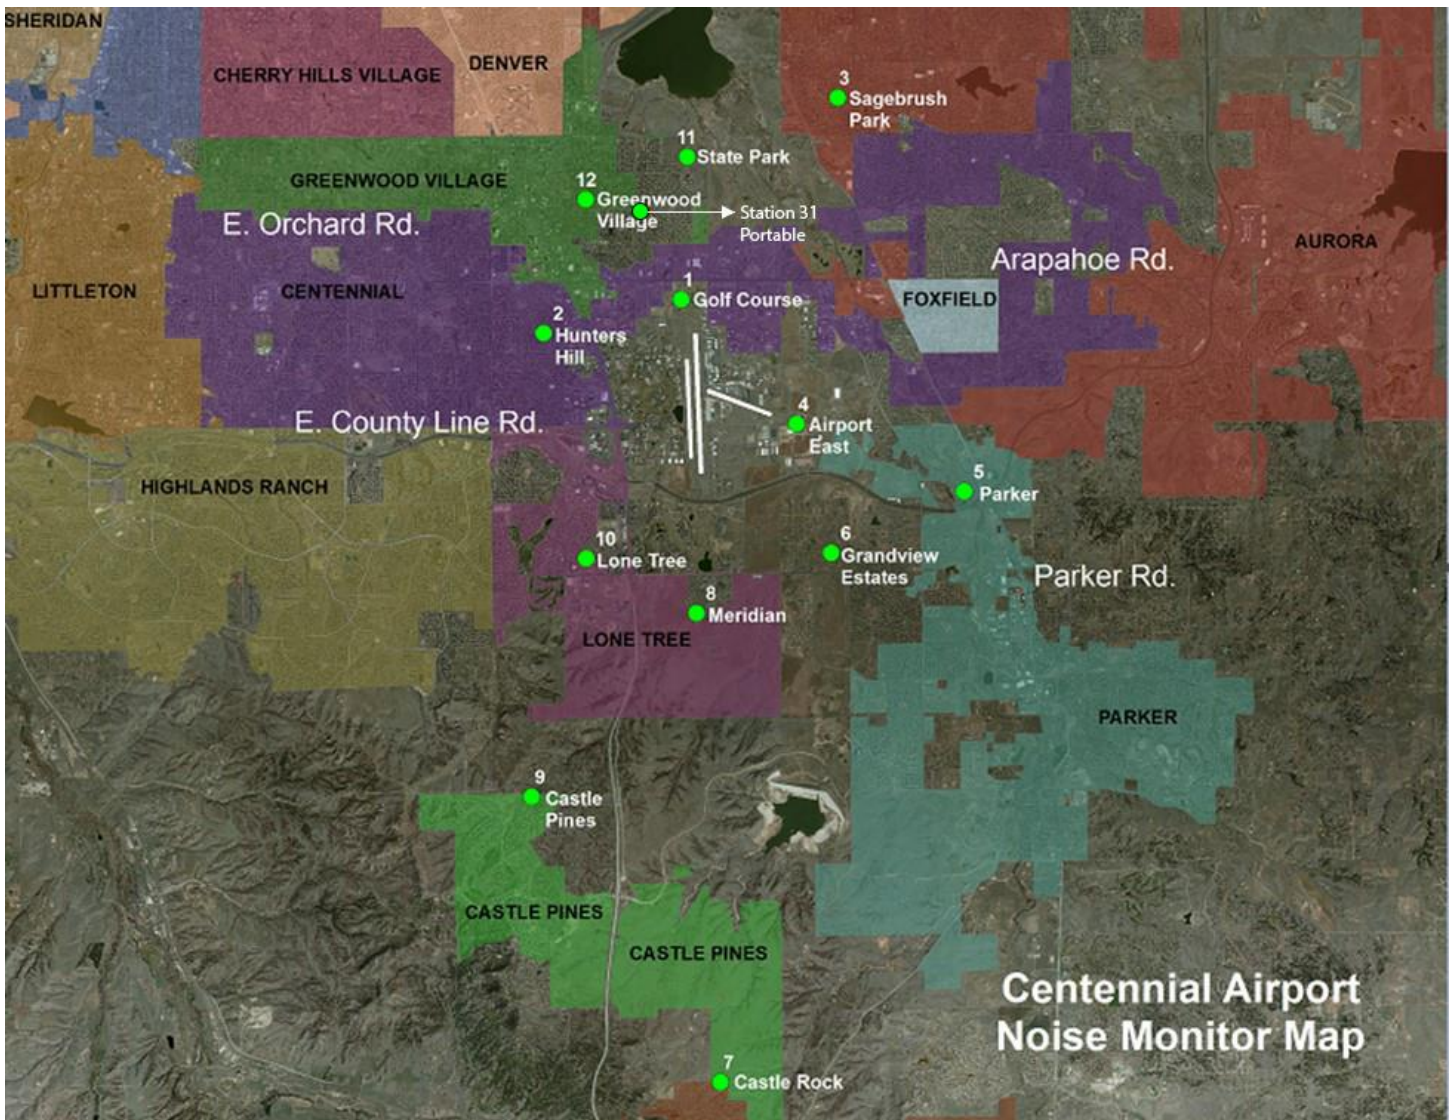 SHERIDAN
CHERRY HILLS VILLAGE
DENVER
3
Sagebrush
Park
11
State Park
GREENWOOD VILLAGE
12
Greenwood
Village
Station 31
Portable
E. Orchard Rd.
AURORA
Arapahoe Rd.
LITTLETON
CENTENNIAL
1
Golf Course
FOXFIELD
2
Hunters
Hill
4
Airport
East
E. County Line Rd.
HIGHLANDS RANCH
5
Parker
10
Lone Tree
6
Grandview
Estates
Parker Rd.
8
Meridian
LONE TREE
PARKER
9
Castle
Pines
CASTLE PINES
CASTLE PINES
Centennial Airport
Noise Monitor Map
7
Castle Rock